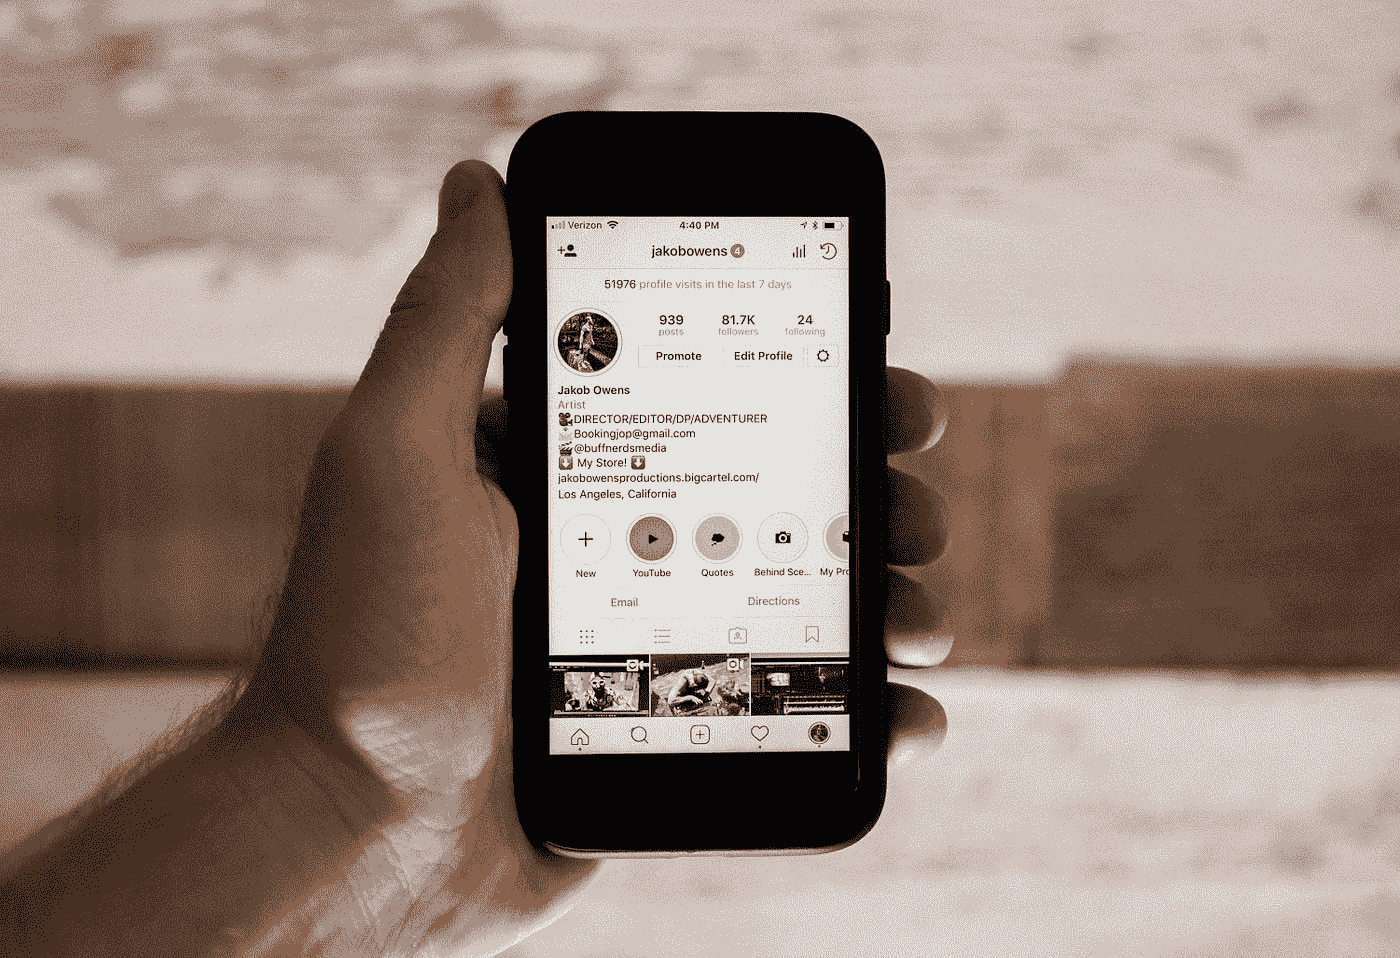 Verizon 4:40 PM
jakobowens 4
51976 profile visits in the last 7 days
939 81.7K 24
posts followers following
Promote Edit Profile
Jakob Owens
Artist
🎥DIRECTOR/EDITOR/DP/ADVENTURER
📩Bookingjop@gmail.com
🎬@buffnerdsmedia
⬇️ My Store! ⬇️
jakobowensproductions.bigcartel.com/
Los Angeles, California
New YouTube Quotes Behind Sce... My Pro
Email Directions